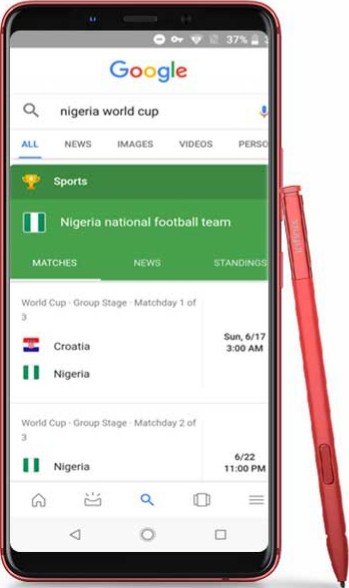 37%
Google
nigeria world cup
ALL NEWS IMAGES VIDEOS PERSO
Sports
Nigeria national football team
MATCHES NEWS STANDINGS
World Cup · Group Stage · Matchday 1 of
3
Croatia
Nigeria
Sun, 6/17
3:00 AM
World Cup · Group Stage · Matchday 2 of
3
Nigeria
6/22
11:00 PM